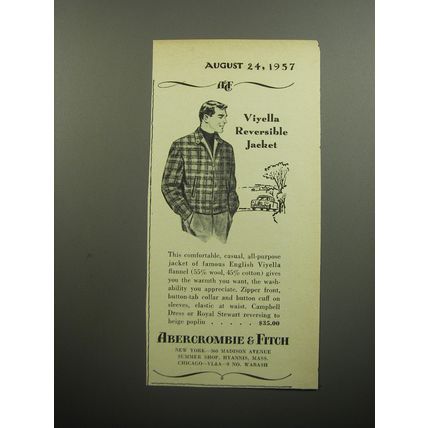 AUGUST 24, 1957
A&F
Viyella
Reversible
Jacket
This comfortable, casual, all-purpose
jacket of famous English Viyella
flannel (55% wool, 45% cotton) gives
you the warmth you want, the wash-
ability you appreciate. Zipper front,
button-tab collar and button cuff on
sleeves, elastic at waist. Campbell
Dress or Royal Stewart reversing to
beige poplin . . . . . $35.00
ABERCROMBIE & FITCH
NEW YORK—360 MADISON AVENUE
SUMMER SHOP, HYANNIS, MASS.
CHICAGO—VL&A—9 NO. WABASH